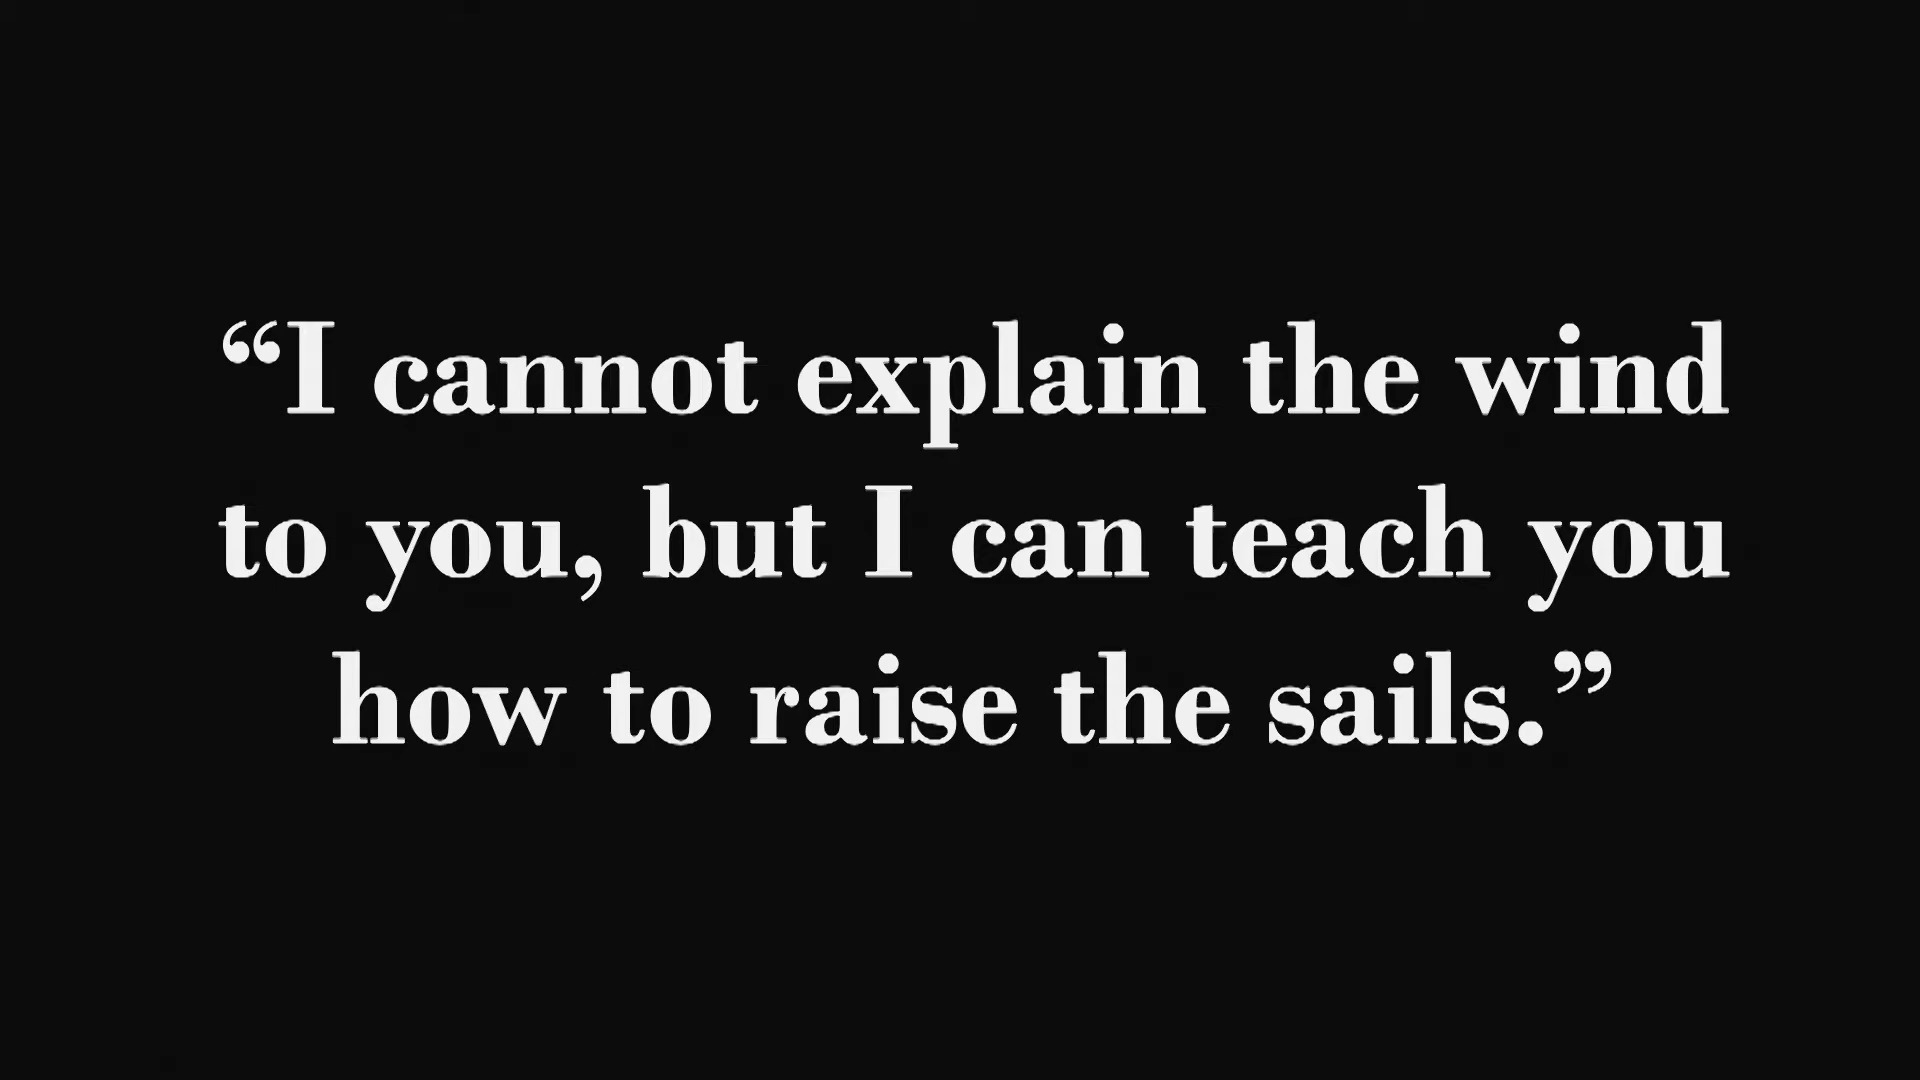 “I cannot explain the wind
to you, but I can teach you
how to raise the sails.”